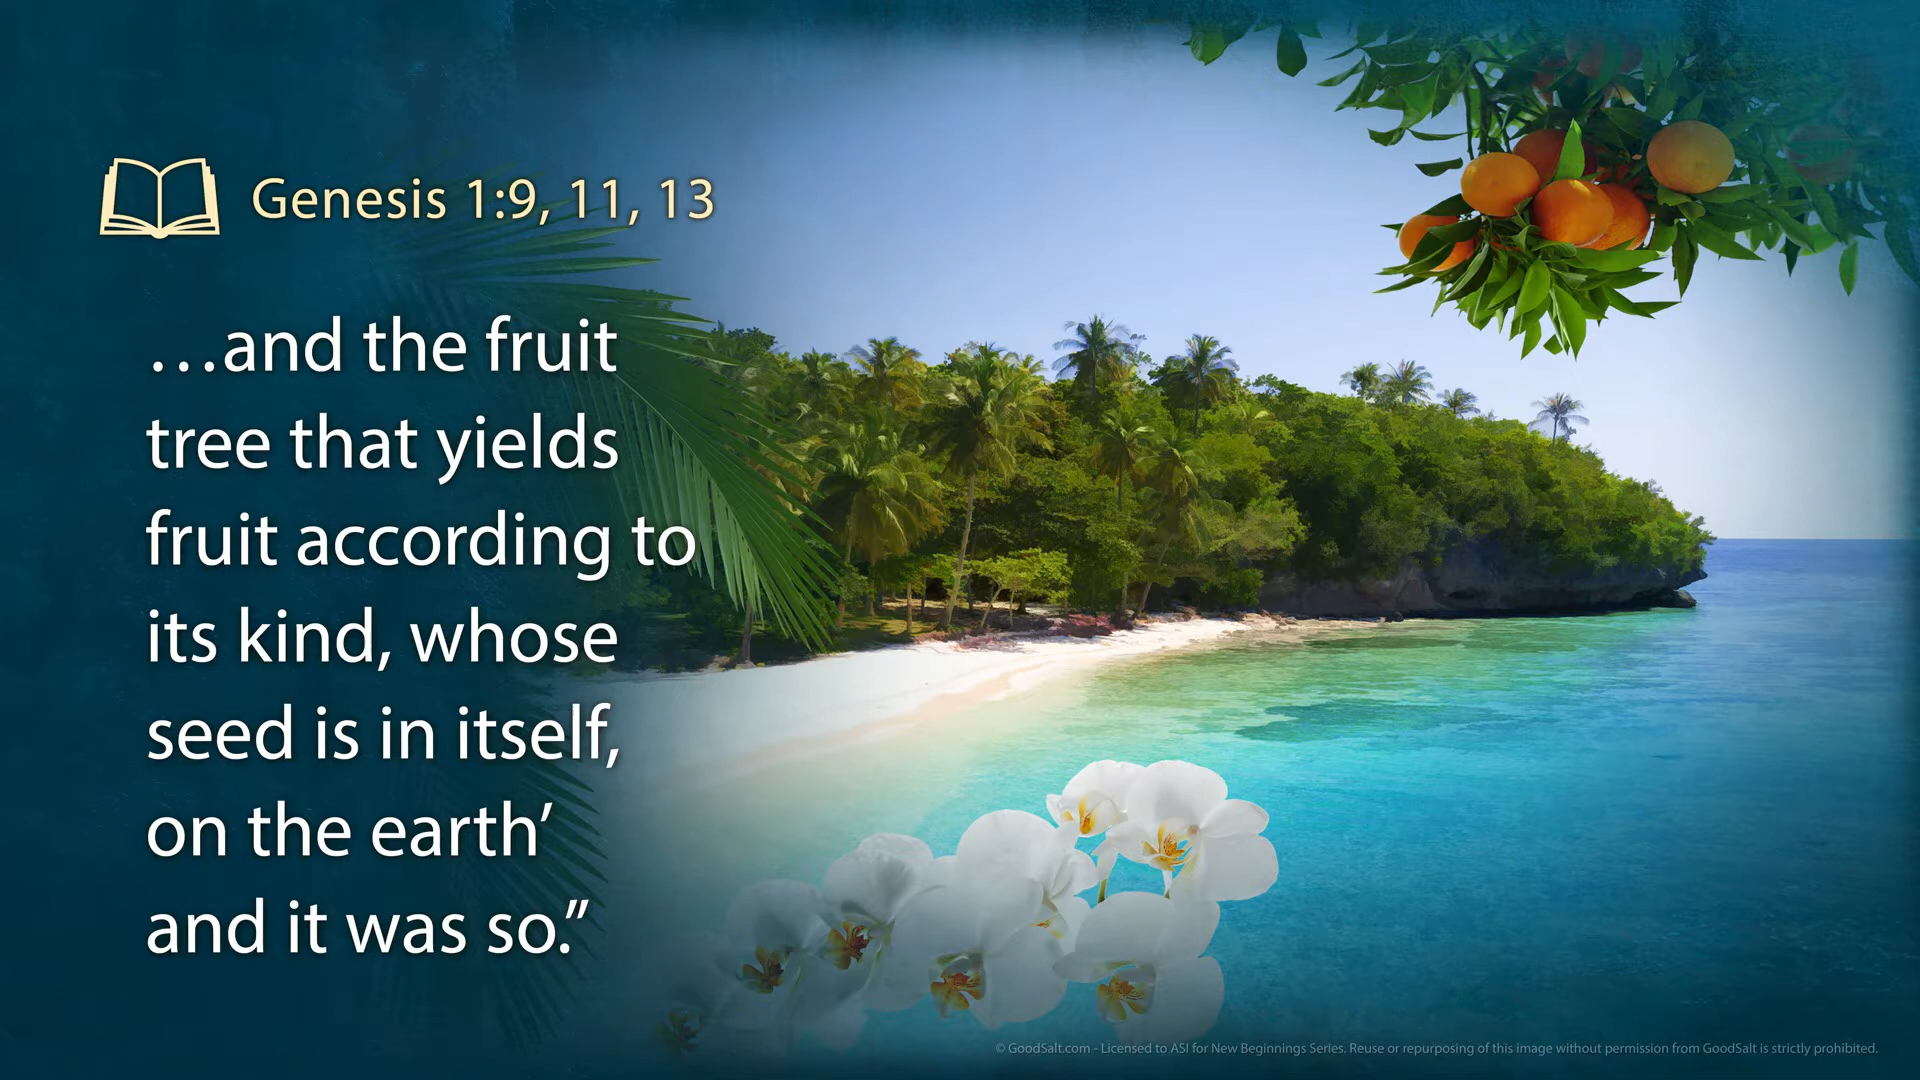 Genesis 1:9, 11, 13
…and the fruit
tree that yields
fruit according to
its kind, whose
seed is in itself,
on the earth’
and it was so.”
© GoodSalt.com - Licensed to ASI for New Beginnings Series. Reuse or repurposing of this image without permission from GoodSalt is strictly prohibited.